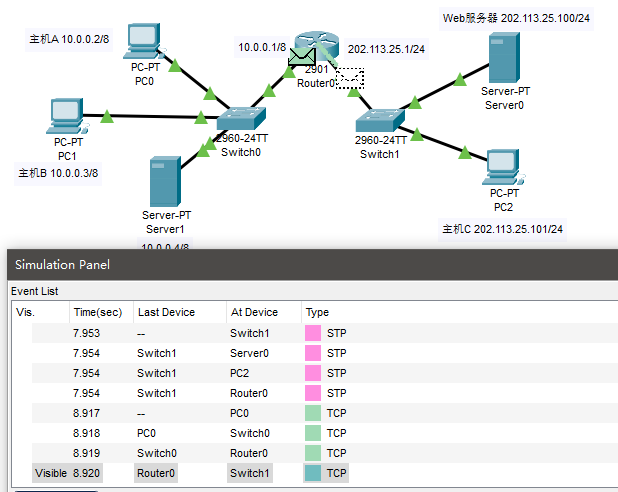 Web服务器 202.113.25.100/24
主机A 10.0.0.2/8
10.0.0.1/8
202.113.25.1/24
PC-PT
PC0
2901
Router0
Server-PT
Server0
PC-PT
PC1
2960-24TT
Switch0
2960-24TT
Switch1
主机B 10.0.0.3/8
Server-PT
Server1
PC-PT
PC2
主机C 202.113.25.101/24
10.0.0.4/8
Simulation Panel
Event List
Vis. Time(sec) Last Device At Device Type
7.953 -- Switch1 STP
7.954 Switch1 Server0 STP
7.954 Switch1 PC2 STP
7.954 Switch1 Router0 STP
8.917 -- PC0 TCP
8.918 PC0 Switch0 TCP
8.919 Switch0 Router0 TCP
Visible 8.920 Router0 Switch1 TCP